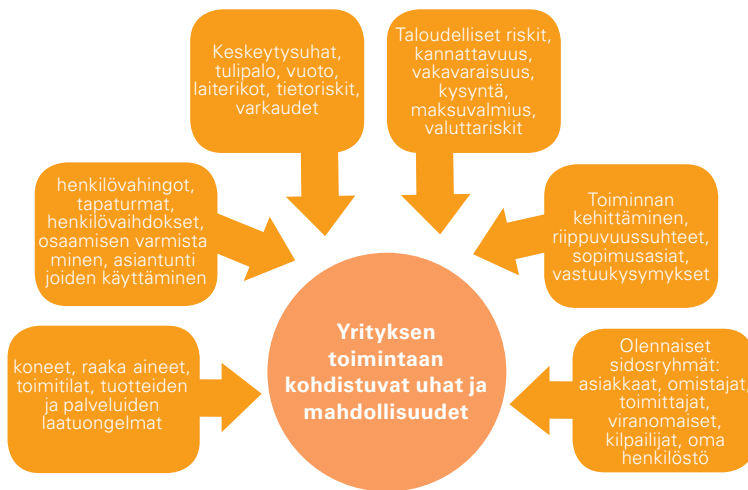 Keskeytysuhat,
tulipalo, vuoto,
laiterikot, tietoriskit,
varkaudet
Taloudelliset riskit,
kannattavuus,
vakavaraisuus,
kysyntä,
maksuvalmius,
valuttariskit
henkilövahingot,
tapaturmat,
henkilövaihdokset,
osaamisen varmista
minen, asiantunti
joiden käyttäminen
Toiminnan
kehittäminen,
riippuvuussuhteet,
sopimusasiat,
vastuukysymykset
koneet, raaka aineet,
toimitilat, tuotteiden
ja palveluiden
laatuongelmat
Yrityksen
toimintaan
kohdistuvat uhat ja
mahdollisuudet
Olennaiset
sidosryhmät:
asiakkaat, omistajat,
toimittajat,
viranomaiset,
kilpailijat, oma
henkilöstö